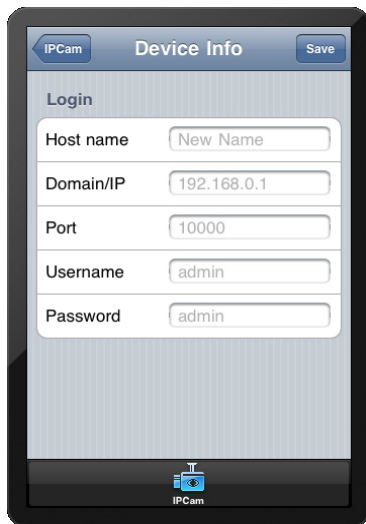 IPCam Device Info Save
Login
Host name New Name
Domain/IP 192.168.0.1
Port 10000
Username admin
Password admin
IPCam